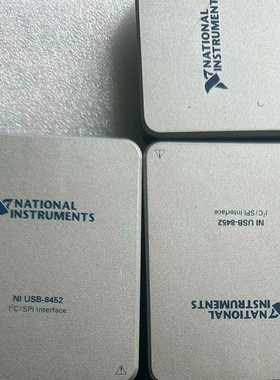 NATIONAL
INSTRUMENTS
NATIONAL
INSTRUMENTS
NI USB-8452
I²C/SPI Interface
NI USB-8452
I²C/SPI Interface
NATIONAL
INSTRUMENTS